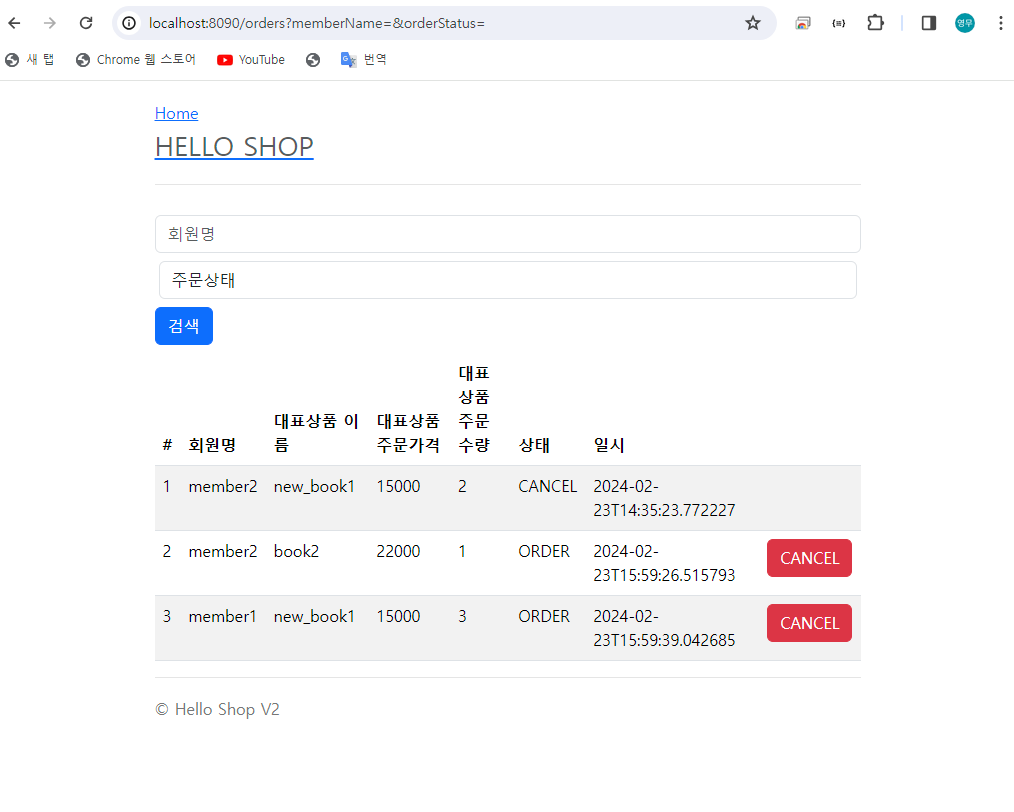 localhost:8090/orders?memberName=&orderStatus=
{≡}
영무
새 탭 Chrome 웹 스토어 YouTube 번역
Home
HELLO SHOP
회원명
주문상태
검색
# 회원명 대표상품 이름 대표상품 주문가격 대표상품 주문수량 상태 일시
1 member2 new_book1 15000 2 CANCEL 2024-02-23T14:35:23.772227
2 member2 book2 22000 1 ORDER 2024-02-23T15:59:26.515793 CANCEL
3 member1 new_book1 15000 3 ORDER 2024-02-23T15:59:39.042685 CANCEL
© Hello Shop V2